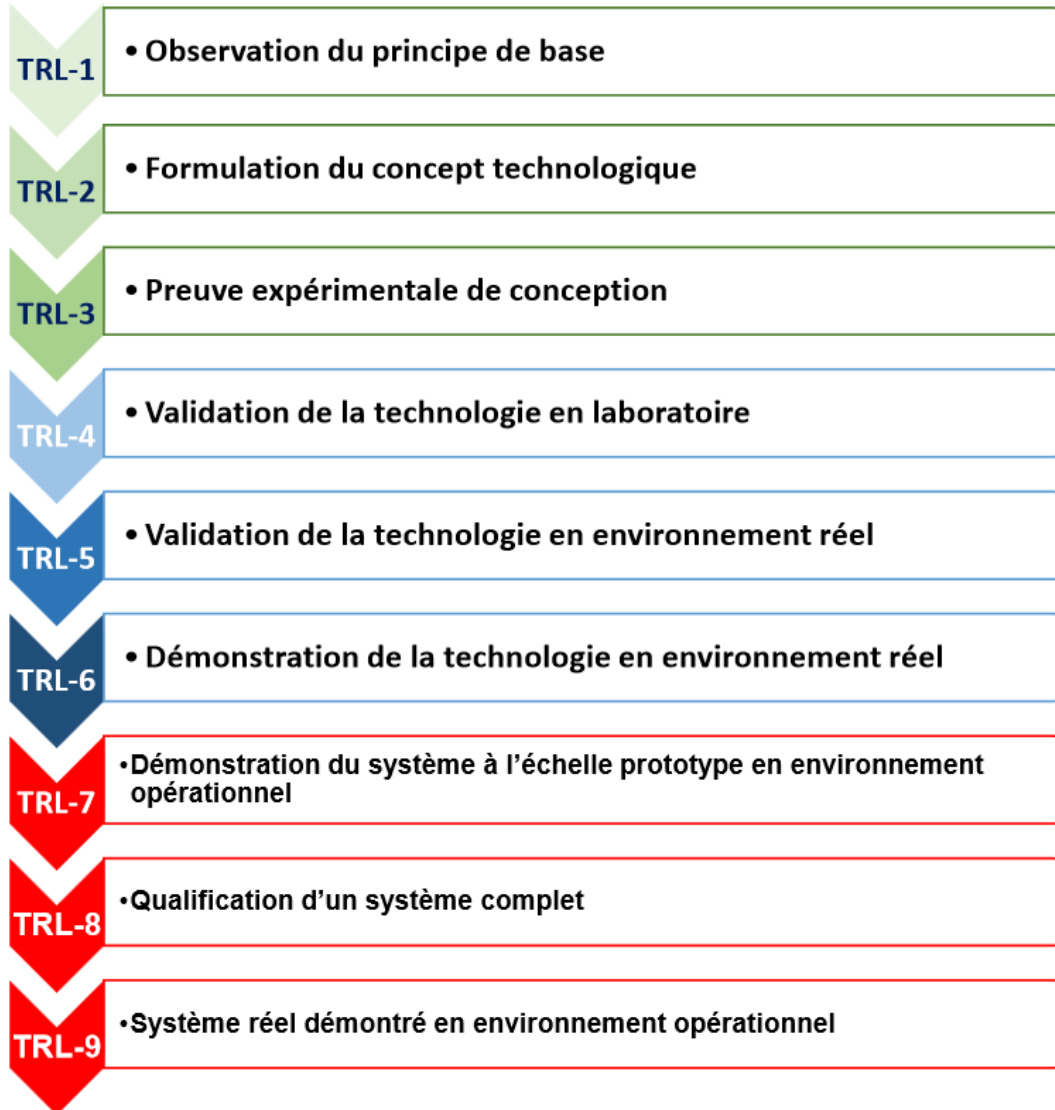 TRL-1
• Observation du principe de base
TRL-2
• Formulation du concept technologique
TRL-3
• Preuve expérimentale de conception
TRL-4
• Validation de la technologie en laboratoire
TRL-5
• Validation de la technologie en environnement réel
TRL-6
• Démonstration de la technologie en environnement réel
TRL-7
•Démonstration du système à l’échelle prototype en environnement
opérationnel
TRL-8
•Qualification d’un système complet
TRL-9
•Système réel démontré en environnement opérationnel